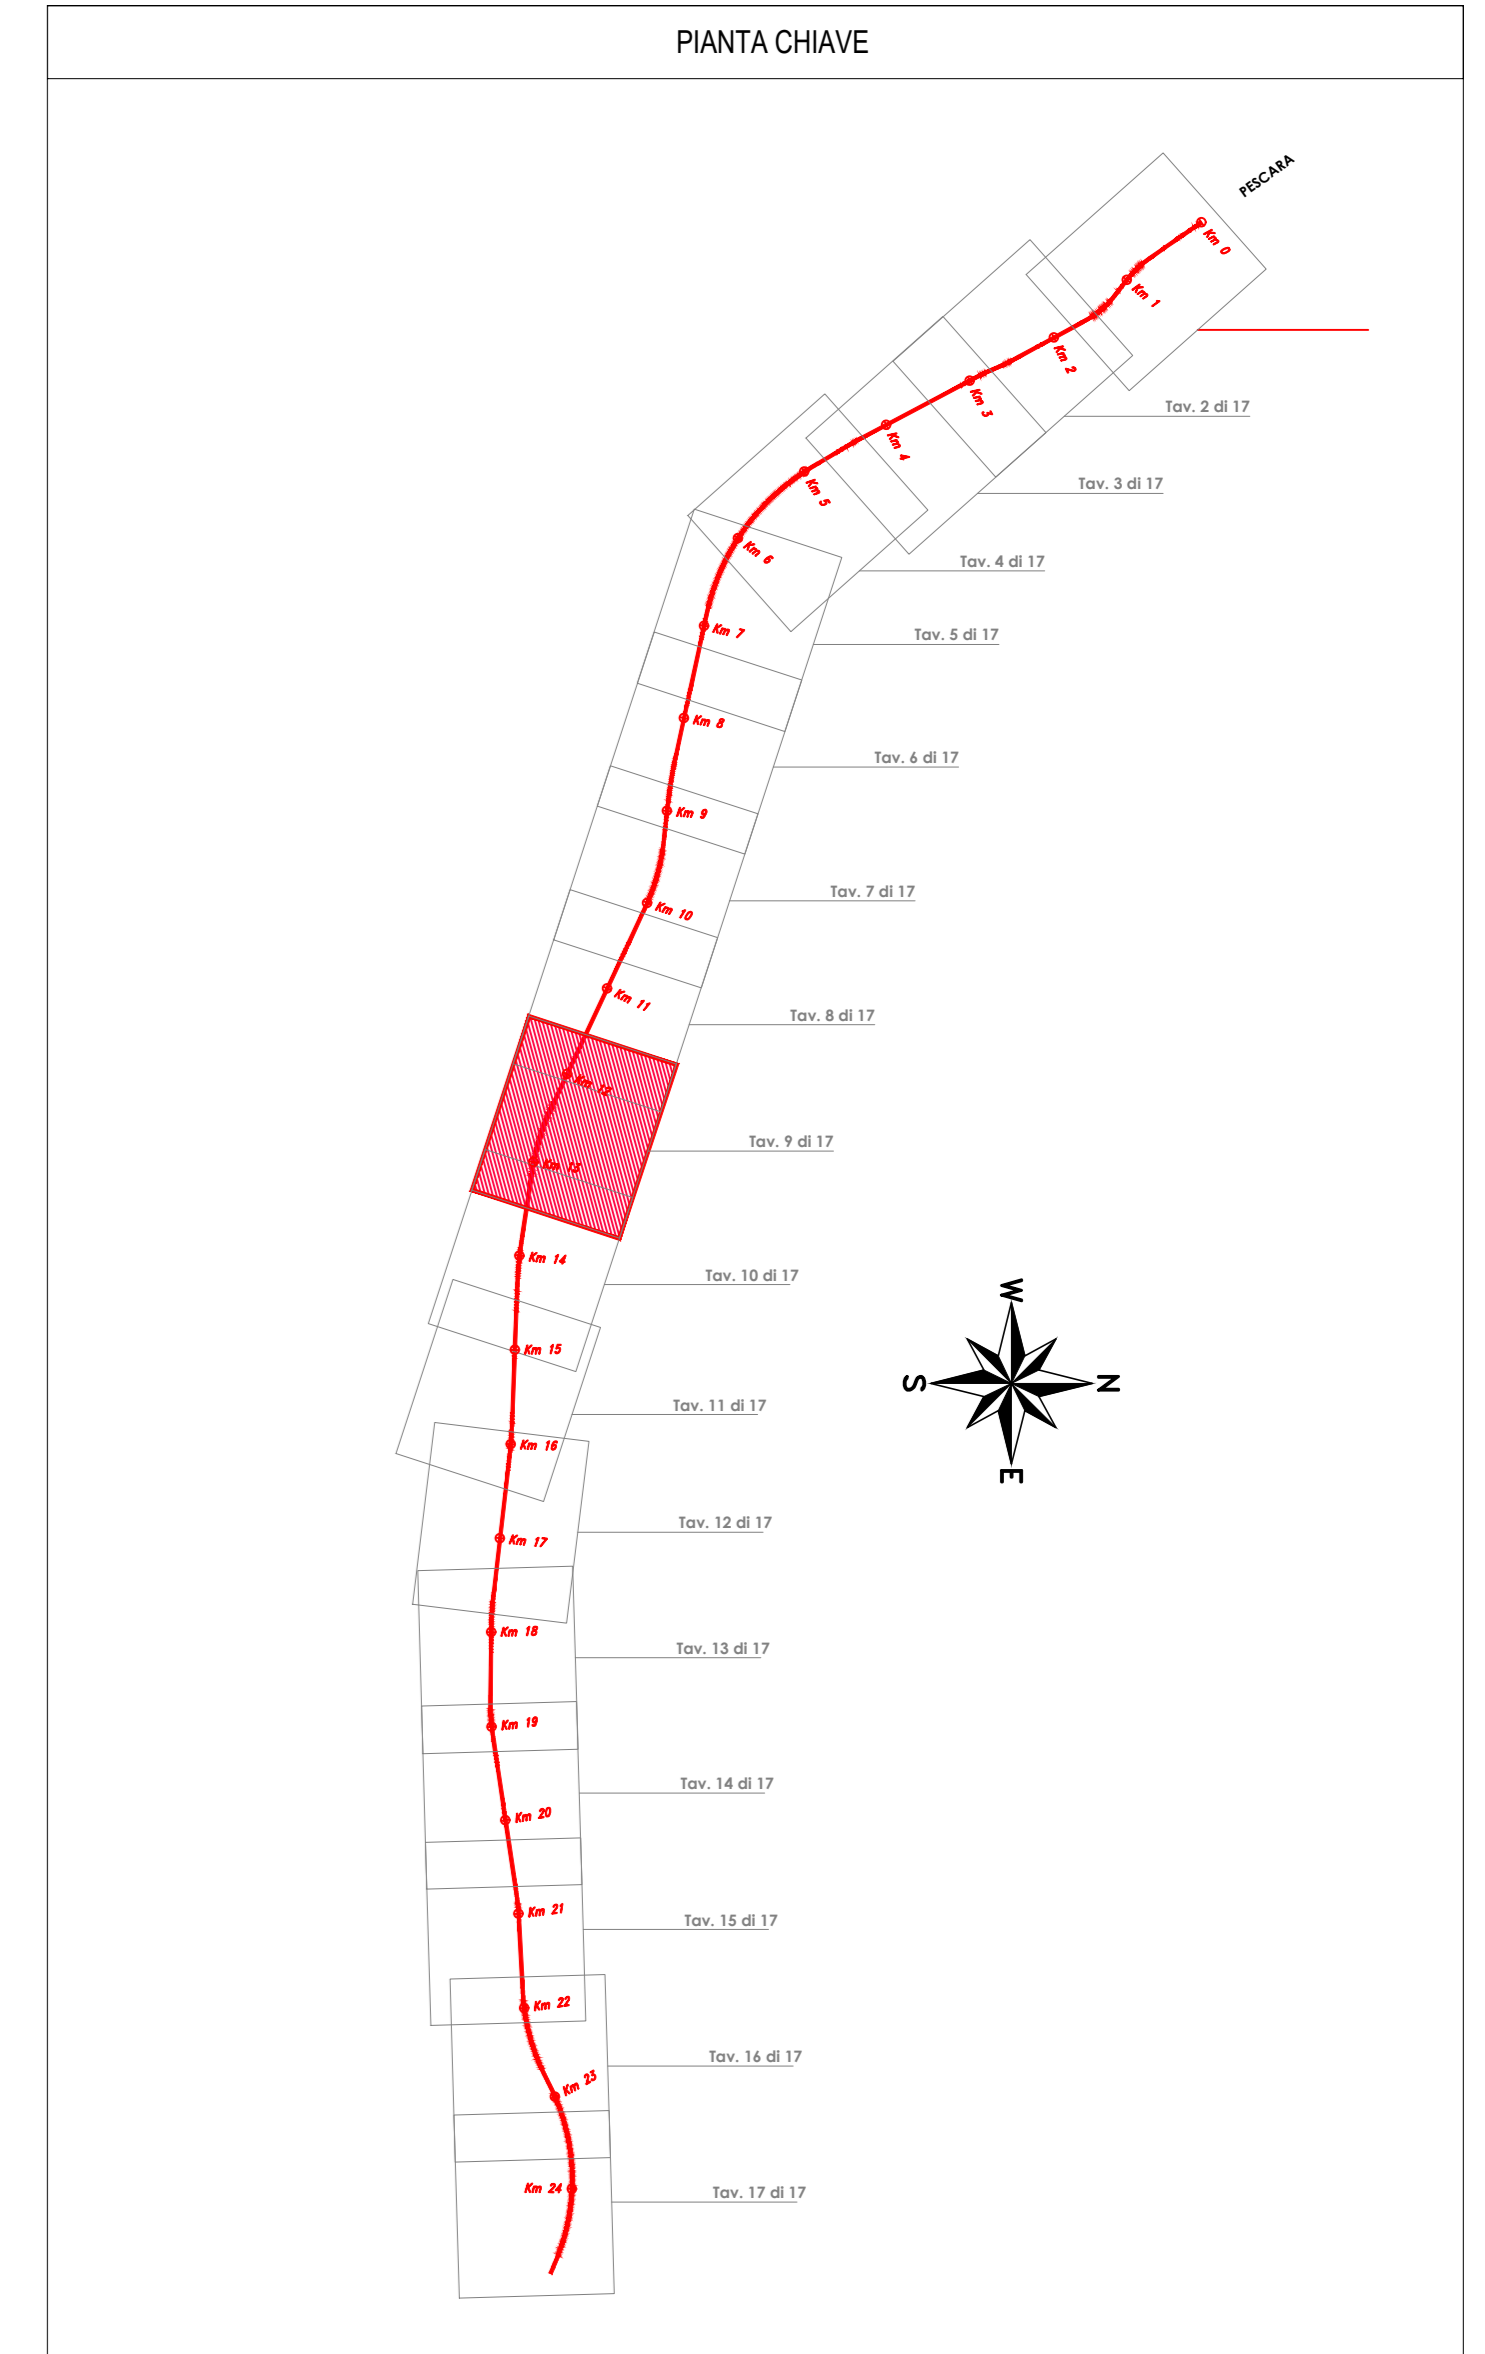 PIANTA CHIAVE
PESCARA
Km 0
Km 1
Km 2
Tav. 2 di 17
Km 3
Km 4
Tav. 3 di 17
Km 5
Km 6
Tav. 4 di 17
Km 7
Tav. 5 di 17
Km 8
Tav. 6 di 17
Km 9
Tav. 7 di 17
Km 10
Km 11
Tav. 8 di 17
Km 12
Tav. 9 di 17
Km 13
Km 14
Tav. 10 di 17
W
S
N
E
Km 15
Tav. 11 di 17
Km 16
Tav. 12 di 17
Km 17
Km 18
Tav. 13 di 17
Km 19
Tav. 14 di 17
Km 20
Km 21
Tav. 15 di 17
Km 22
Tav. 16 di 17
Km 23
Km 24
Tav. 17 di 17